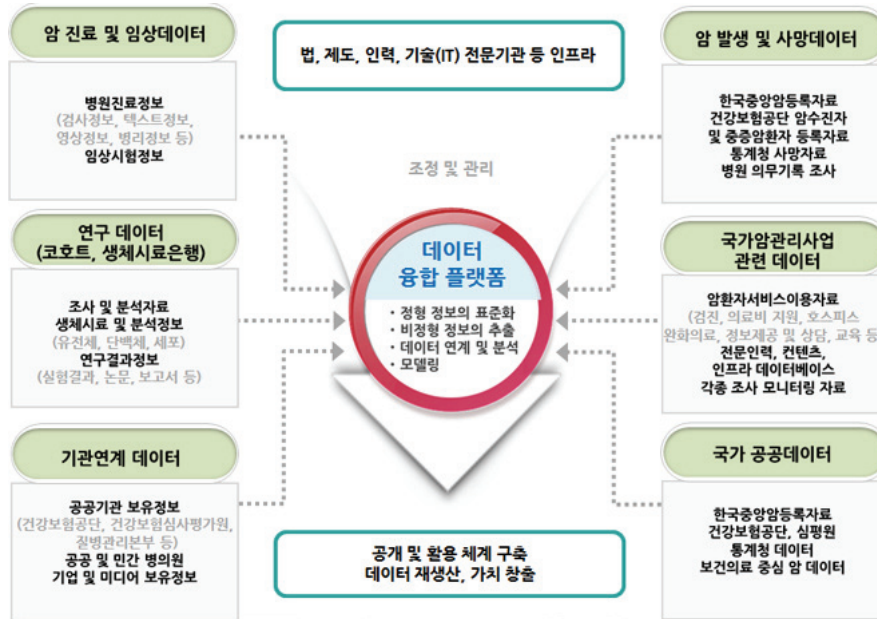 암 진료 및 임상데이터
병원진료정보
(검사정보, 텍스트정보,
영상정보, 병리정보 등)
임상시험정보
연구 데이터
(코호트, 생체시료은행)
조사 및 분석자료
생체시료 및 분석정보
(유전체, 단백체, 세포)
연구결과정보
(실험결과, 논문, 보고서 등)
기관연계 데이터
공공기관 보유정보
(건강보험공단, 건강보험심사평가원,
질병관리본부 등)
공공 및 민간 병의원
기업 및 미디어 보유정보
법, 제도, 인력, 기술(IT) 전문기관 등 인프라
조정 및 관리
데이터
융합 플랫폼
• 정형 정보의 표준화
• 비정형 정보의 추출
• 데이터 연계 및 분석
• 모델링
공개 및 활용 체계 구축
데이터 재생산, 가치 창출
암 발생 및 사망데이터
한국중앙암등록자료
건강보험공단 암수진자
및 중증암환자 등록자료
통계청 사망자료
병원 의무기록 조사
국가암관리사업
관련 데이터
암환자서비스이용자료
(검진, 의료비 지원, 호스피스
완화의료, 정보제공 및 상담, 교육 등)
전문인력, 컨텐츠,
인프라 데이터베이스
각종 조사 모니터링 자료
국가 공공데이터
한국중앙암등록자료
건강보험공단, 심평원
통계청 데이터
보건의료 중심 암 데이터